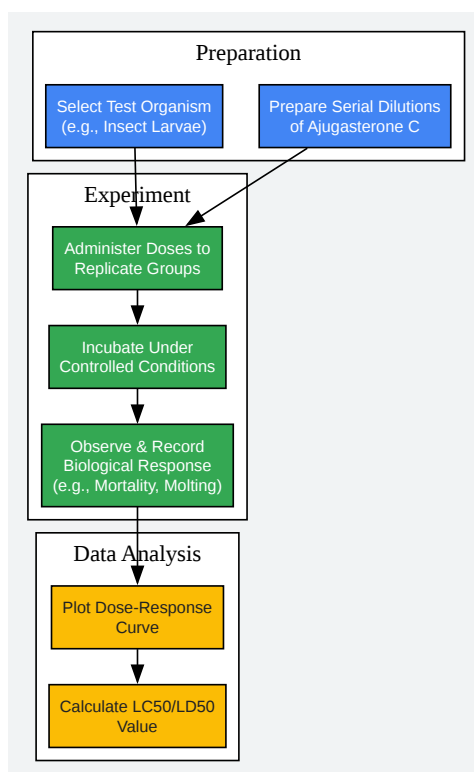 Preparation
Select Test Organism
(e.g., Insect Larvae)
Prepare Serial Dilutions
of Ajugasterone C
Experiment
Administer Doses to
Replicate Groups
Incubate Under
Controlled Conditions
Observe & Record
Biological Response
(e.g., Mortality, Molting)
Data Analysis
Plot Dose-Response
Curve
Calculate LC50/LD50
Value